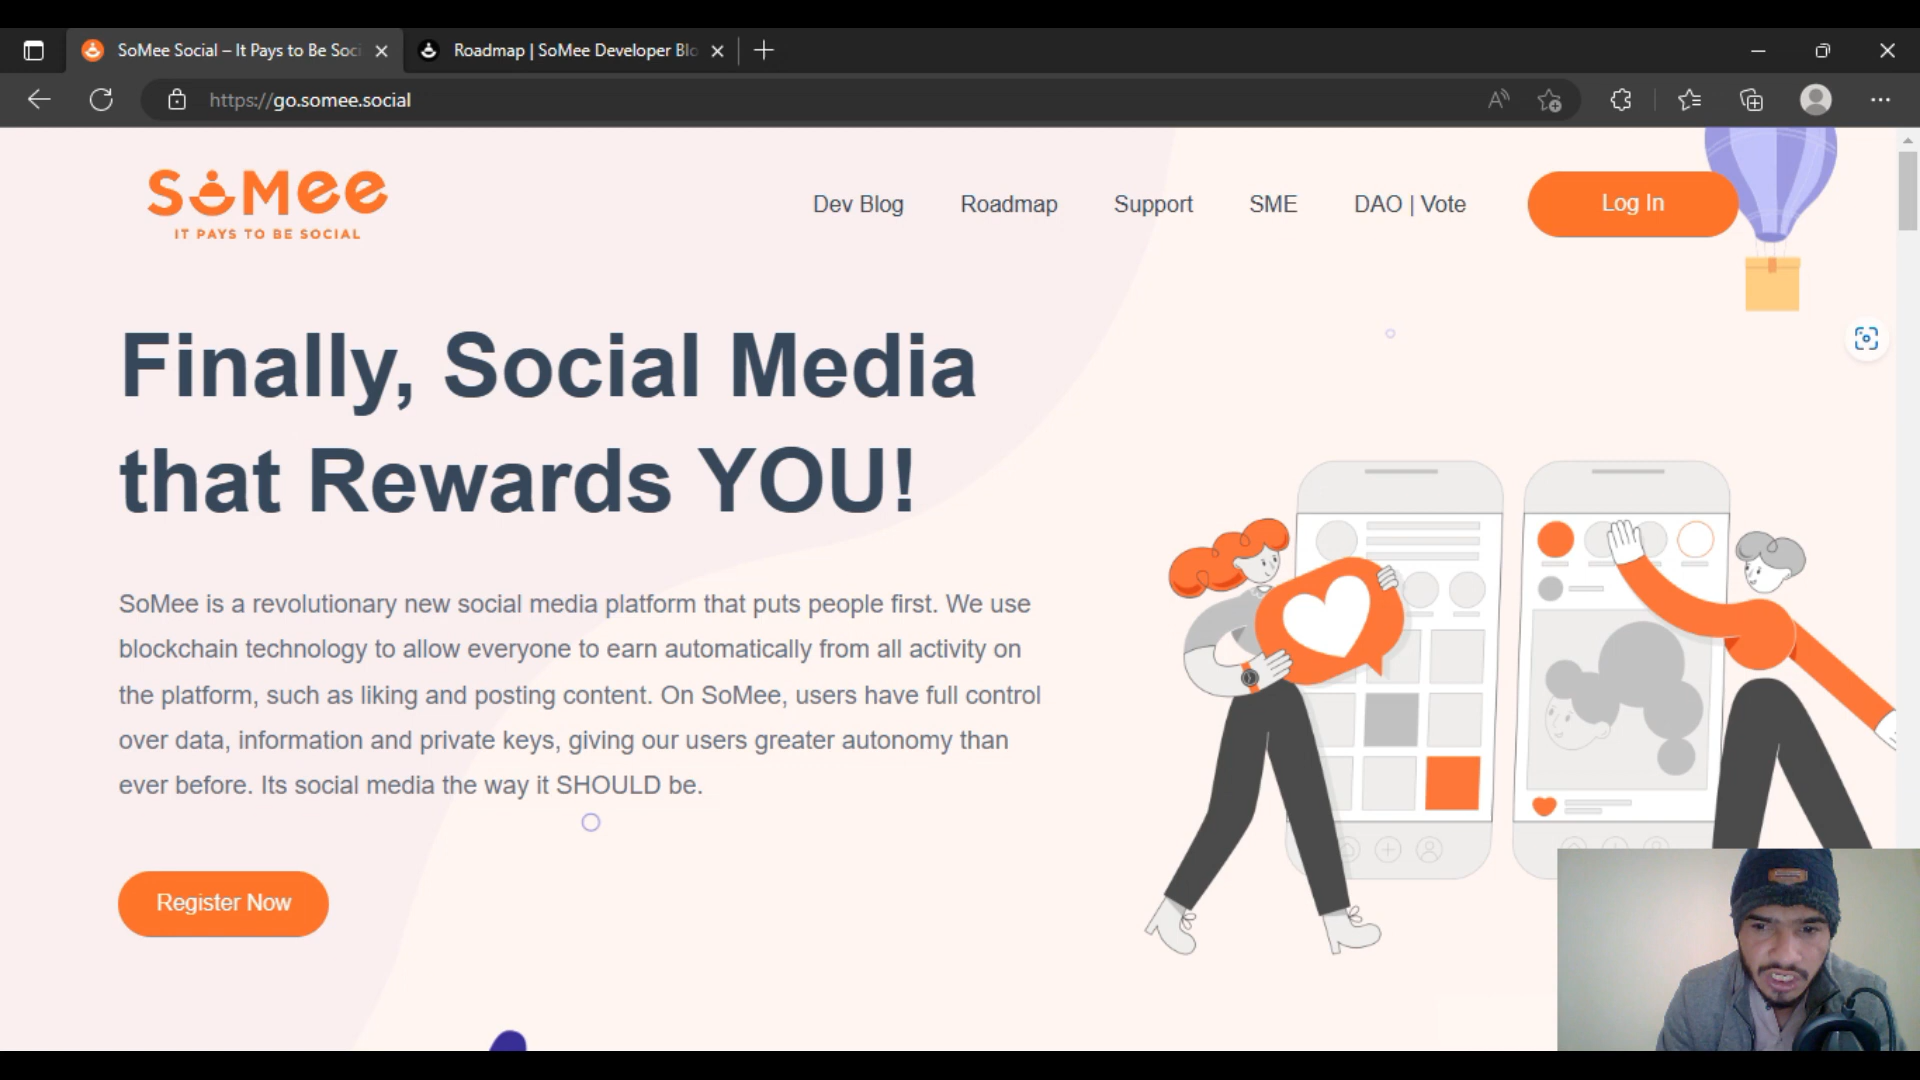 SoMee Social – It Pays to Be Soci
Roadmap | SoMee Developer Blo
https://go.somee.social
SoMee
IT PAYS TO BE SOCIAL
Dev Blog
Roadmap
Support
SME
DAO | Vote
Log In
Finally, Social Media
that Rewards YOU!
SoMee is a revolutionary new social media platform that puts people first. We use
blockchain technology to allow everyone to earn automatically from all activity on
the platform, such as liking and posting content. On SoMee, users have full control
over data, information and private keys, giving our users greater autonomy than
ever before. Its social media the way it SHOULD be.
Register Now